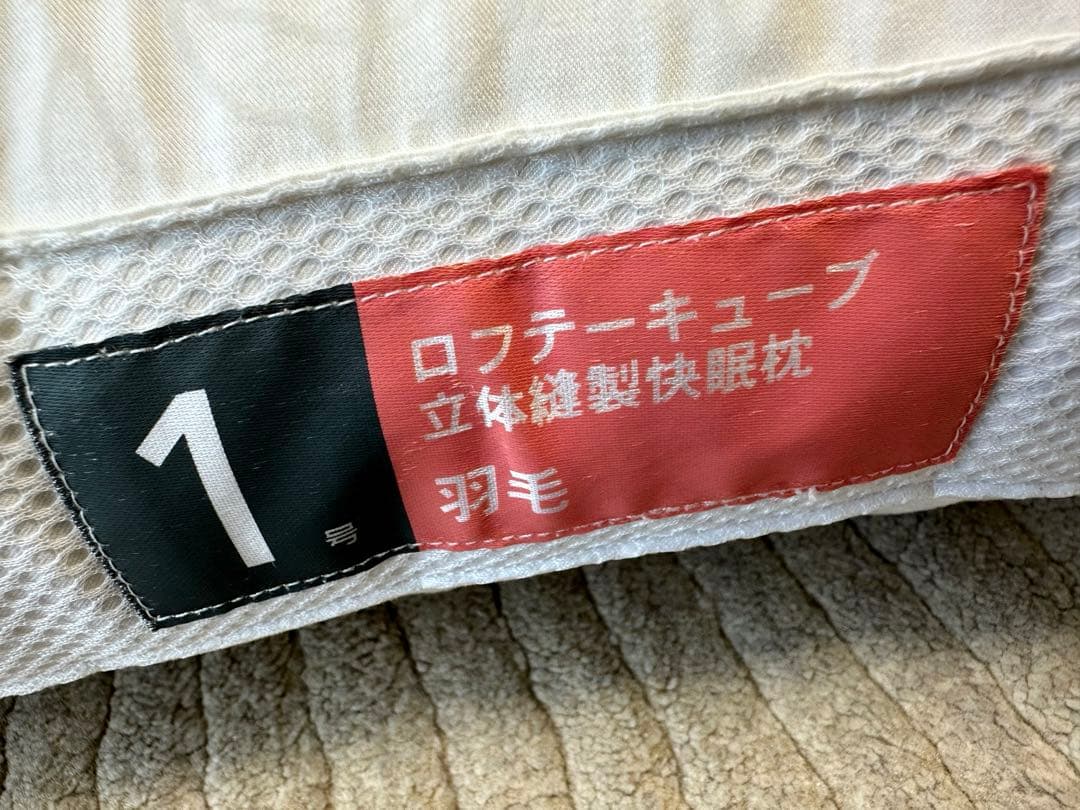 1号
ロフテーキューブ
立体縫製快眠枕
羽毛